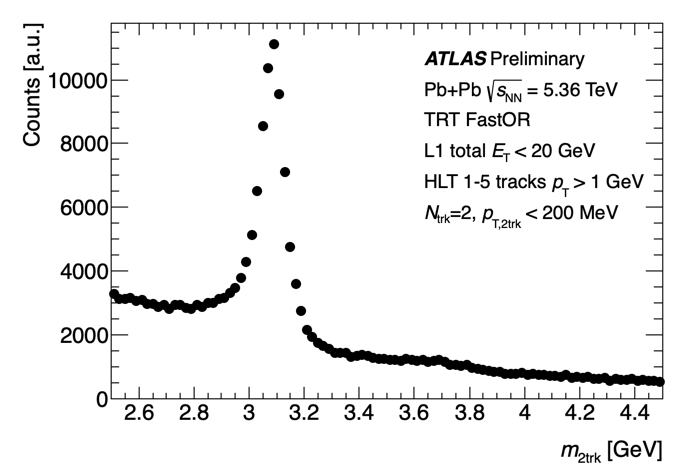 Counts [a.u.]
10000
8000
6000
4000
2000
0
ATLAS Preliminary
Pb+Pb √sNN = 5.36 TeV
TRT FastOR
L1 total ET < 20 GeV
HLT 1-5 tracks pT > 1 GeV
Ntrk=2, pT,2trk < 200 MeV
2.6 2.8 3 3.2 3.4 3.6 3.8 4 4.2 4.4
m2trk [GeV]